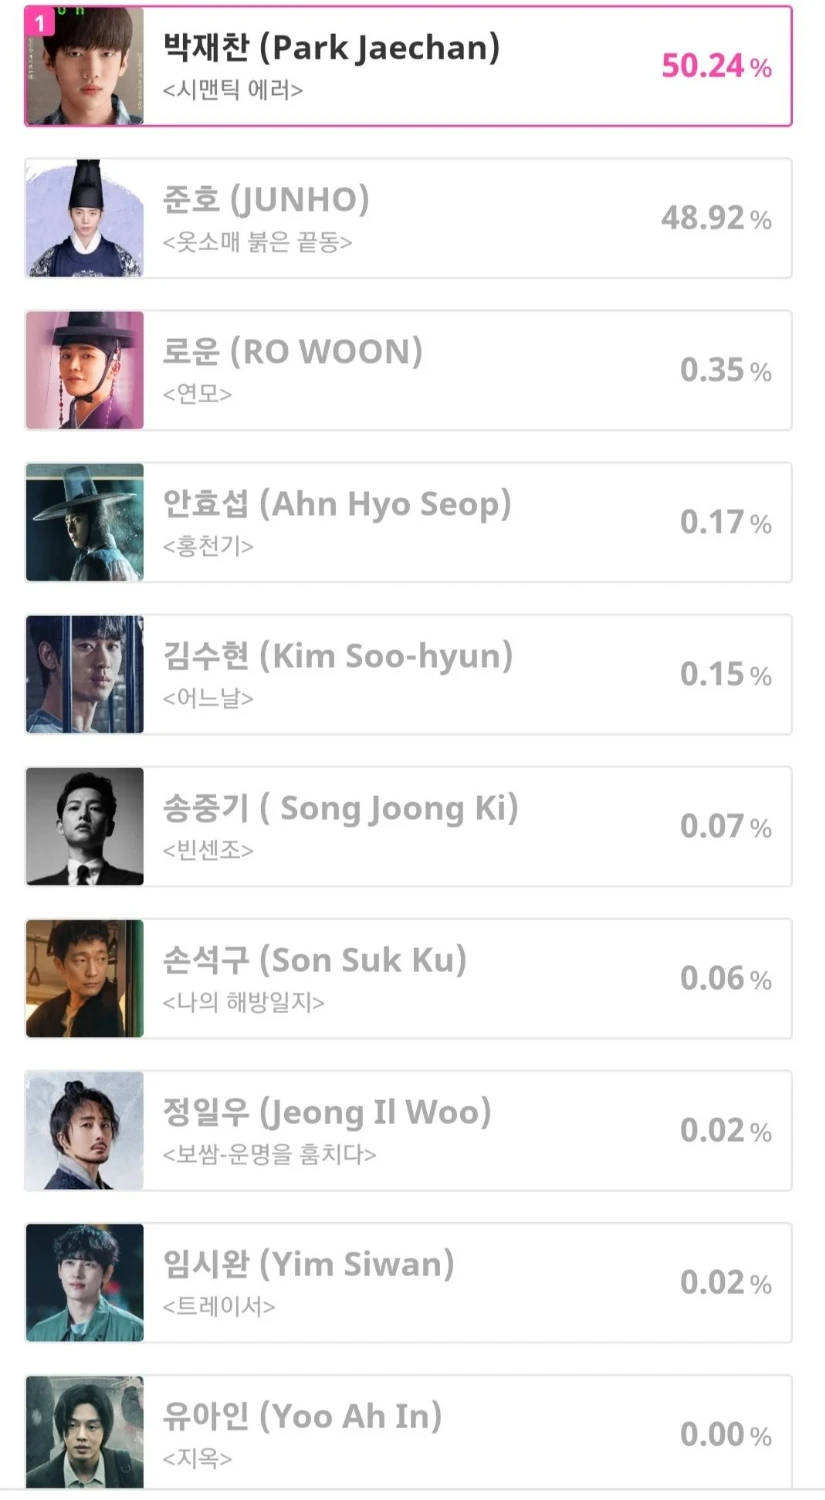 1
박재찬 (Park Jaechan)
<시맨틱 에러>
50.24 %
준호 (JUNHO)
<옷소매 붉은 끝동>
48.92 %
로운 (RO WOON)
<연모>
0.35 %
안효섭 (Ahn Hyo Seop)
<홍천기>
0.17 %
김수현 (Kim Soo-hyun)
<어느날>
0.15 %
송중기 ( Song Joong Ki)
<빈센조>
0.07 %
손석구 (Son Suk Ku)
<나의 해방일지>
0.06 %
정일우 (Jeong Il Woo)
<보쌈-운명을 훔치다>
0.02 %
임시완 (Yim Siwan)
<트레이서>
0.02 %
유아인 (Yoo Ah In)
<지옥>
0.00 %